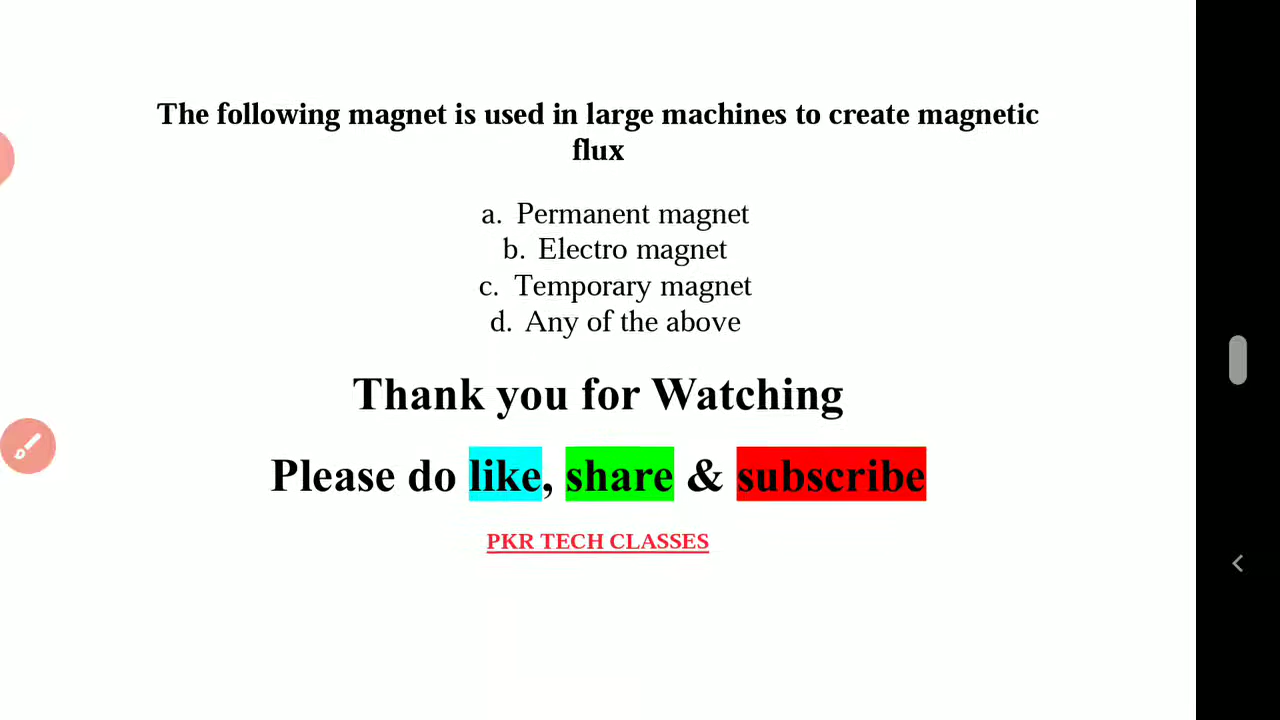 The following magnet is used in large machines to create magnetic
flux
a. Permanent magnet
b. Electro magnet
c. Temporary magnet
d. Any of the above
Thank you for Watching
Please do like, share & subscribe
PKR TECH CLASSES